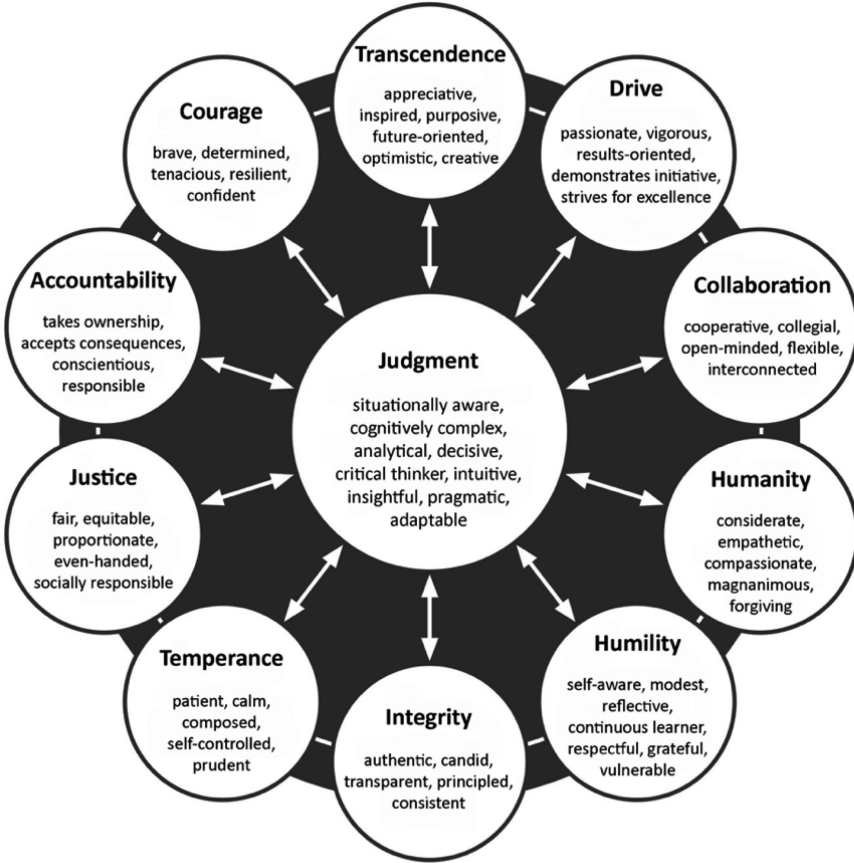 Transcendence
appreciative,
inspired, purposive,
future-oriented,
optimistic, creative
Drive
passionate, vigorous,
results-oriented,
demonstrates initiative,
strives for excellence
Collaboration
cooperative, collegial,
open-minded, flexible,
interconnected
Humanity
considerate,
empathetic,
compassionate,
magnanimous,
forgiving
Humility
self-aware, modest,
reflective,
continuous learner,
respectful, grateful,
vulnerable
Integrity
authentic, candid,
transparent, principled,
consistent
Temperance
patient, calm,
composed,
self-controlled,
prudent
Justice
fair, equitable,
proportionate,
even-handed,
socially responsible
Accountability
takes ownership,
accepts consequences,
conscientious,
responsible
Courage
brave, determined,
tenacious, resilient,
confident
Judgment
situationally aware,
cognitively complex,
analytical, decisive,
critical thinker, intuitive,
insightful, pragmatic,
adaptable